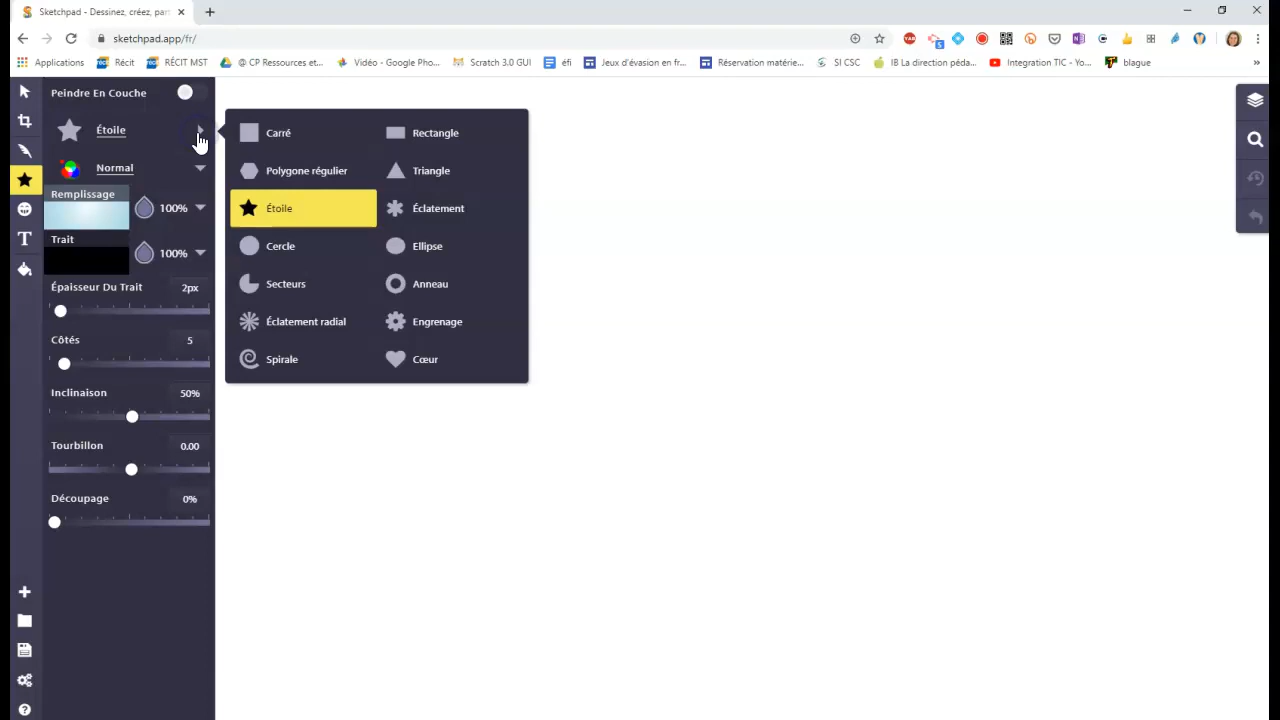 Sketchpad - Dessinez, créez, par
sketchpad.app/fr/
Applications Récit RÉCIT MST @ CP Ressources et... Vidéo - Google Pho... Scratch 3.0 GUI éfi Jeux d'évasion en fr... Réservation matérie... SI CSC IB La direction péda... Integration TIC - Yo... blague
Peindre En Couche
Étoile
Normal
Remplissage
100%
Trait
100%
Épaisseur Du Trait 2px
Côtés 5
Inclinaison 50%
Tourbillon 0.00
Découpage 0%
Carré Rectangle
Polygone régulier Triangle
Étoile Éclatement
Cercle Ellipse
Secteurs Anneau
Éclatement radial Engrenage
Spirale Cœur